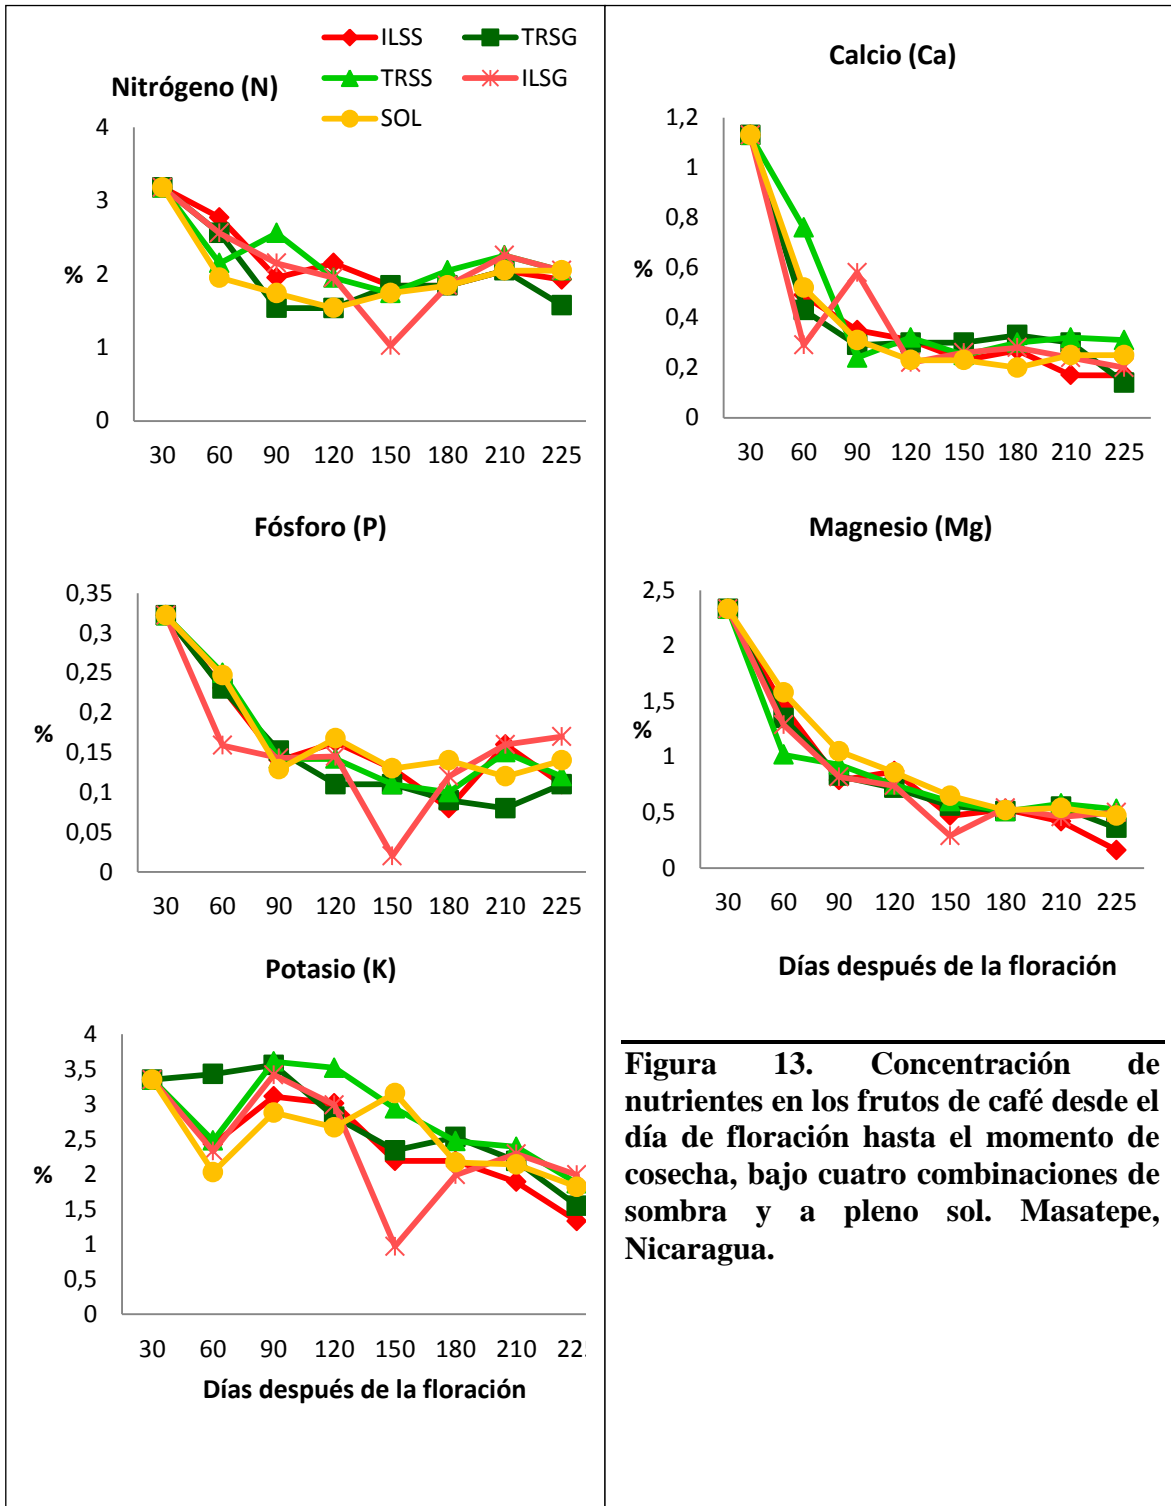 ILSS TRSG
TRSS ILSG
SOL
Nitrógeno (N)
4
3
2
1
0
%
30 60 90 120 150 180 210 225
Fósforo (P)
0,35
0,3
0,25
0,2
0,15
0,1
0,05
0
%
30 60 90 120 150 180 210 225
Potasio (K)
4
3,5
3
2,5
2
1,5
1
0,5
0
%
30 60 90 120 150 180 210 22
Días después de la floración
Calcio (Ca)
1,2
1
0,8
0,6
0,4
0,2
0
%
30 60 90 120 150 180 210 225
Magnesio (Mg)
2,5
2
1,5
1
0,5
0
%
30 60 90 120 150 180 210 225
Días después de la floración
Figura 13. Concentración de
nutrientes en los frutos de café desde el
día de floración hasta el momento de
cosecha, bajo cuatro combinaciones de
sombra y a pleno sol. Masatepe,
Nicaragua.